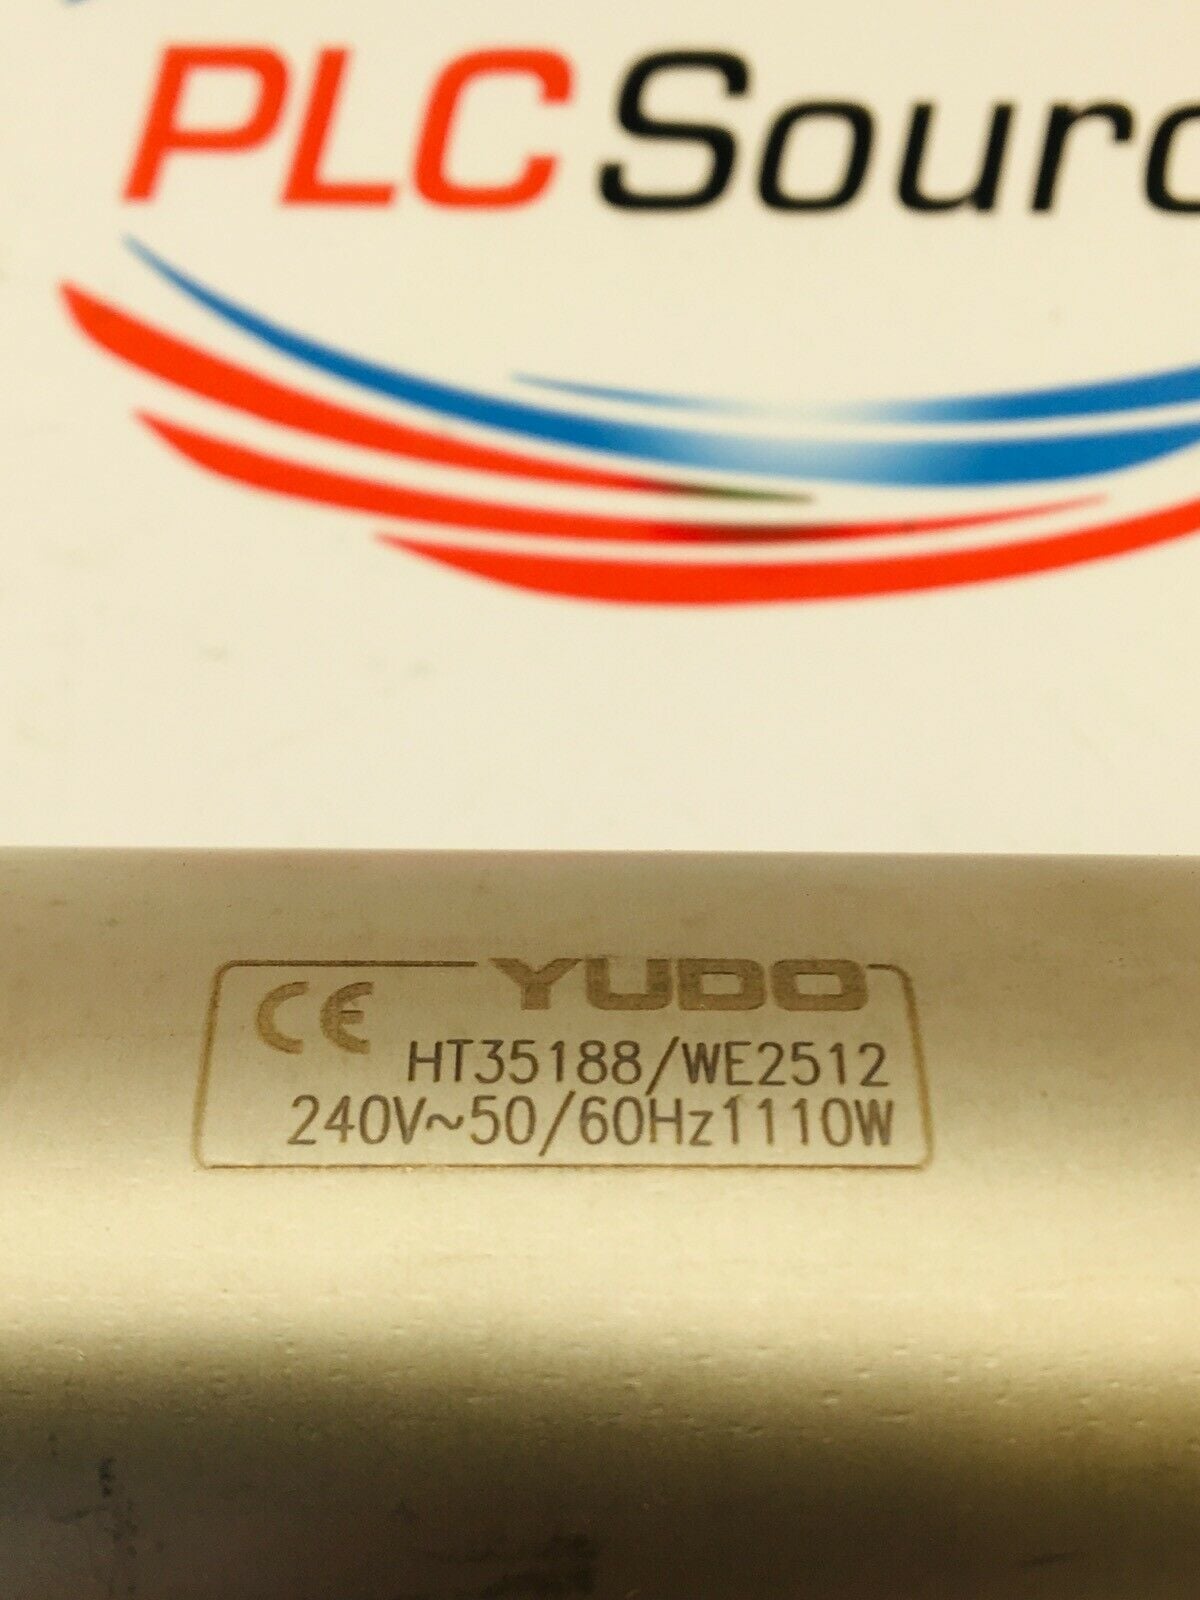 PLC Sourc
CE YUDO
HT35188/WE2512
240V~50/60Hz1110W